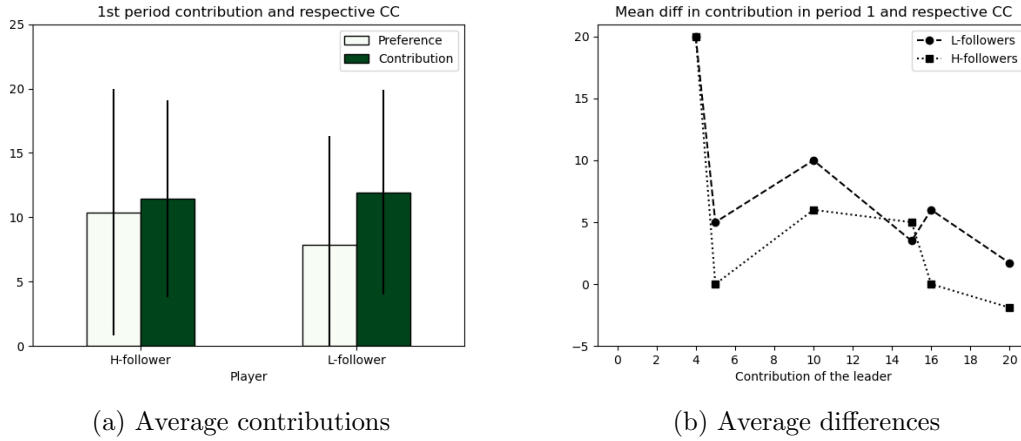 1st period contribution and respective CC
25
20
15
10
5
0
Preference
Contribution
H-follower
L-follower
Player
(a) Average contributions
Mean diff in contribution in period 1 and respective CC
20
15
10
5
0
−5
L-followers
H-followers
0 2 4 6 8 10 12 14 16 18 20
Contribution of the leader
(b) Average differences